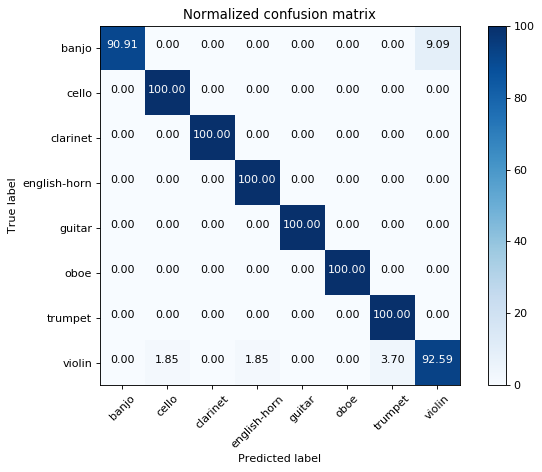 Normalized confusion matrix
True label
banjo 90.91 0.00 0.00 0.00 0.00 0.00 0.00 9.09
cello 0.00 100.00 0.00 0.00 0.00 0.00 0.00 0.00
clarinet 0.00 0.00 100.00 0.00 0.00 0.00 0.00 0.00
english-horn 0.00 0.00 0.00 100.00 0.00 0.00 0.00 0.00
guitar 0.00 0.00 0.00 0.00 100.00 0.00 0.00 0.00
oboe 0.00 0.00 0.00 0.00 0.00 100.00 0.00 0.00
trumpet 0.00 0.00 0.00 0.00 0.00 0.00 100.00 0.00
violin 0.00 1.85 0.00 1.85 0.00 0.00 3.70 92.59
banjo cello clarinet english-horn guitar oboe trumpet violin
Predicted label
100
80
60
40
20
0